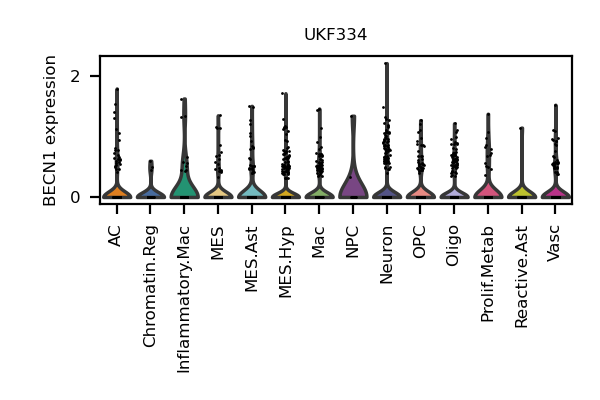 UKF334
BECN1 expression
2
0
AC
Chromatin.Reg
Inflammatory.Mac
MES
MES.Ast
MES.Hyp
Mac
NPC
Neuron
OPC
Oligo
Prolif.Metab
Reactive.Ast
Vasc